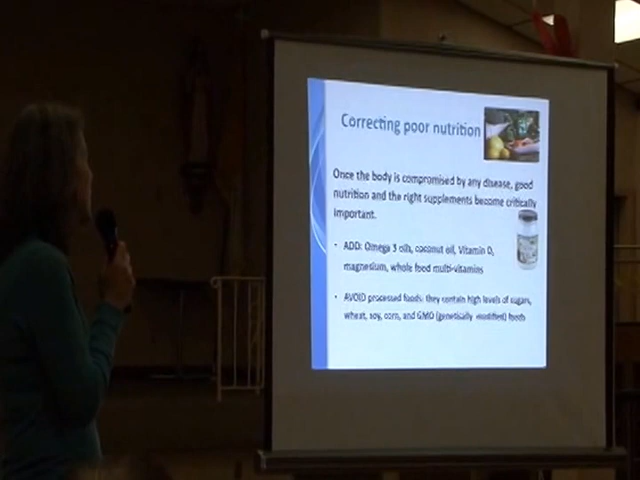 Correcting poor nutrition
Once the body is compromised by any disease, good
nutrition and the right supplements become critically
important.
· ADD: Omega 3 oils, coconut oil, Vitamin D,
magnesium, whole food multi-vitamins
· AVOID processed foods: they contain high levels of sugars,
wheat, soy, corn, and GMO (genetically modified) foods